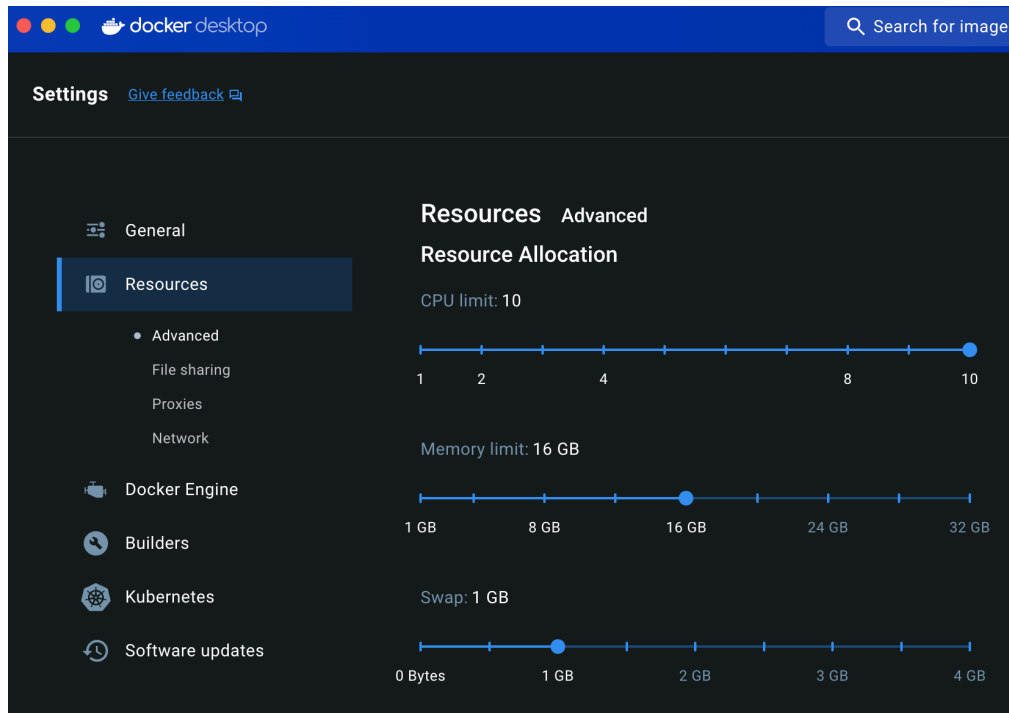 docker desktop
Search for image
Settings Give feedback
General
Resources
Advanced
File sharing
Proxies
Network
Docker Engine
Builders
Kubernetes
Software updates
Resources Advanced
Resource Allocation
CPU limit: 10
1 2 4 8 10
Memory limit: 16 GB
1 GB 8 GB 16 GB 24 GB 32 GB
Swap: 1 GB
0 Bytes 1 GB 2 GB 3 GB 4 GB